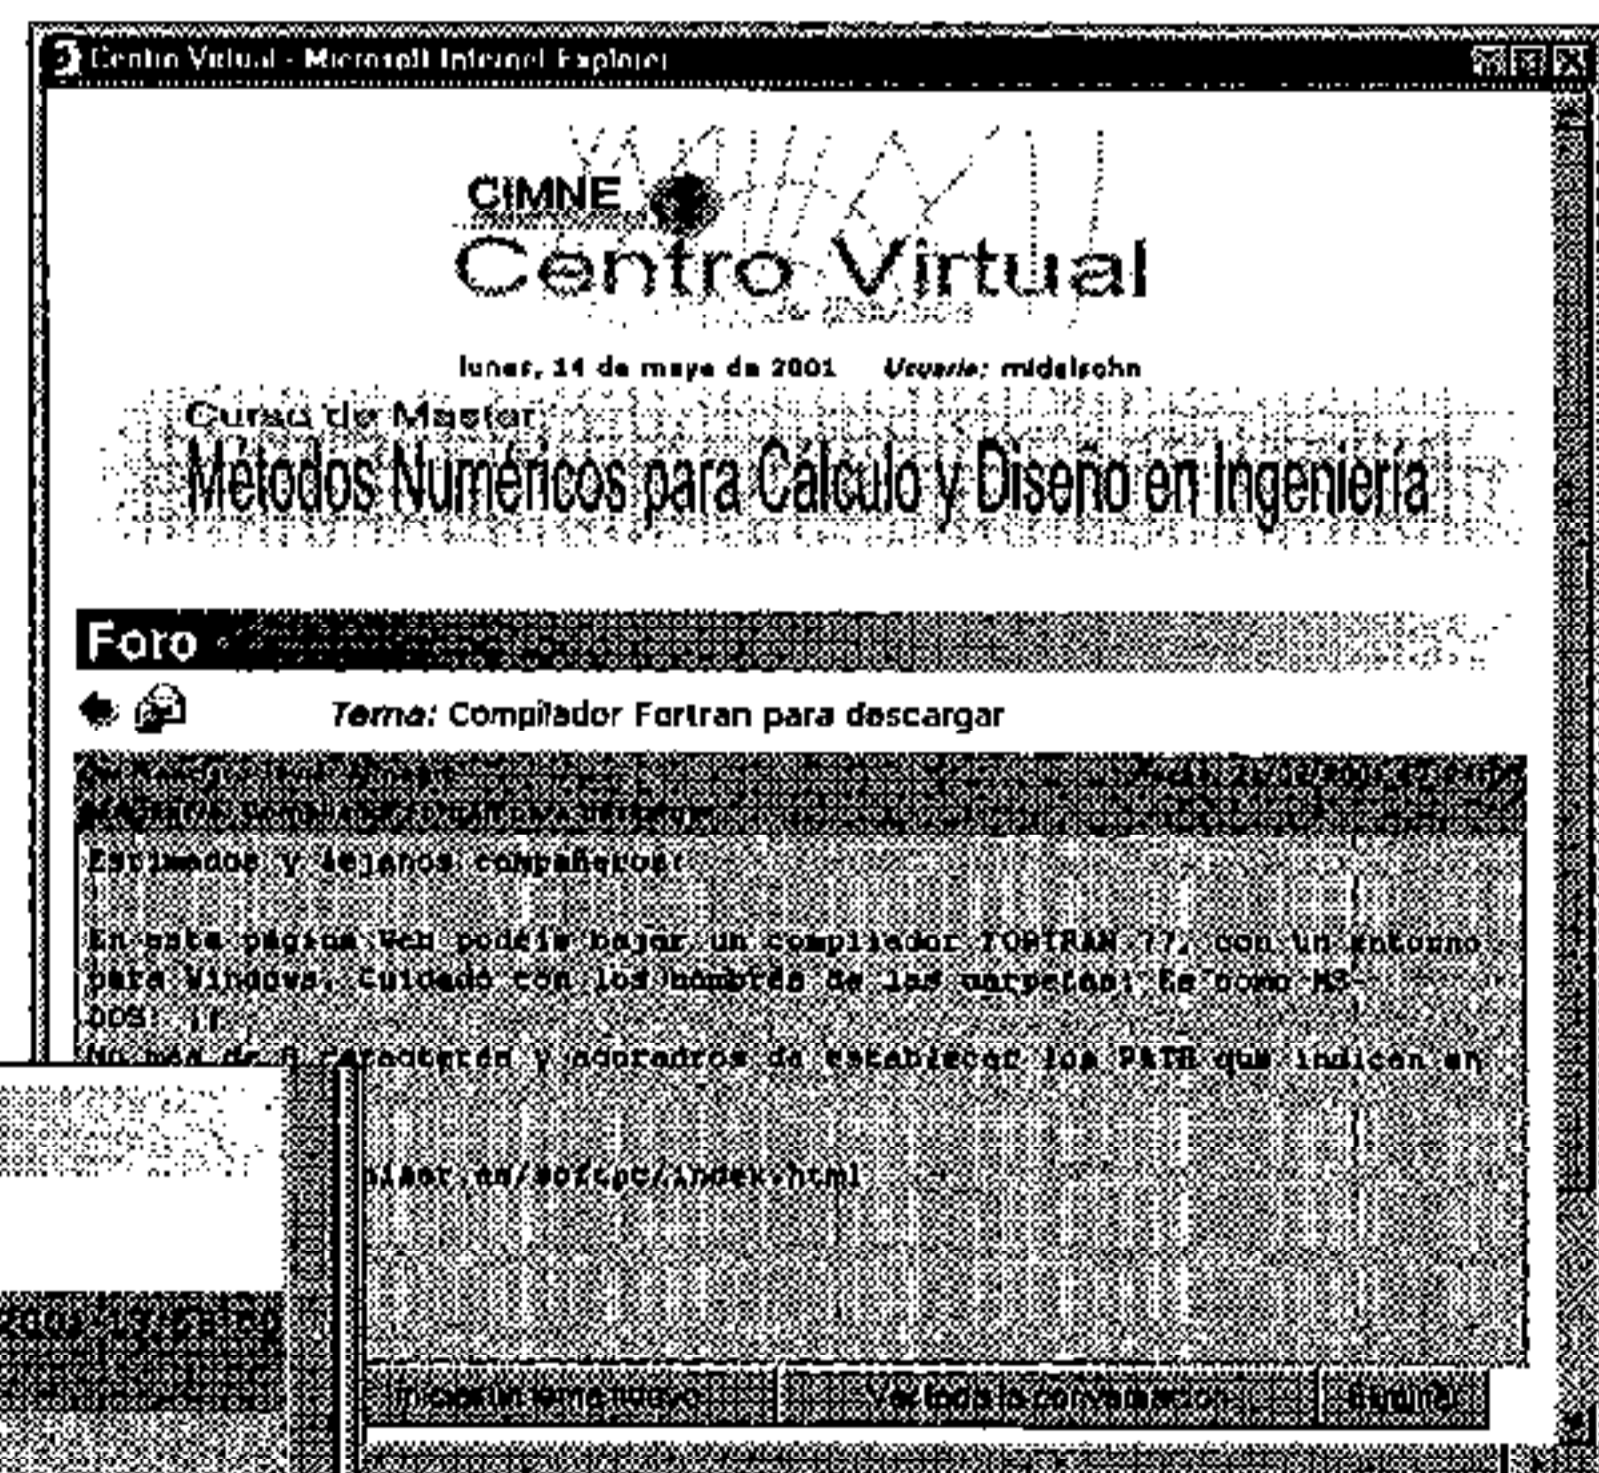 Centro Virtual - Microsoft Internet Explorer
CIMNE
Centro Virtual
lunes, 14 de mayo de 2001 Usuario: midelsohn
Curso de Master
Métodos Numéricos para Cálculo y Diseño en Ingeniería
Foro
Tema: Compilador Fortran para descargar
Estimados y lejanos compañeros:
En esta página Web podéis bajar un compilador FORTRAN 77, con un entorno
para Windows. Cuidado con los nombres de las carpetas! Es como MS-
DOS!
No más de 8 caracteres y acordaros de establecer los PATH que indican en
/softpc/index.html
Iniciar un tema nuevo Ver toda la conversación